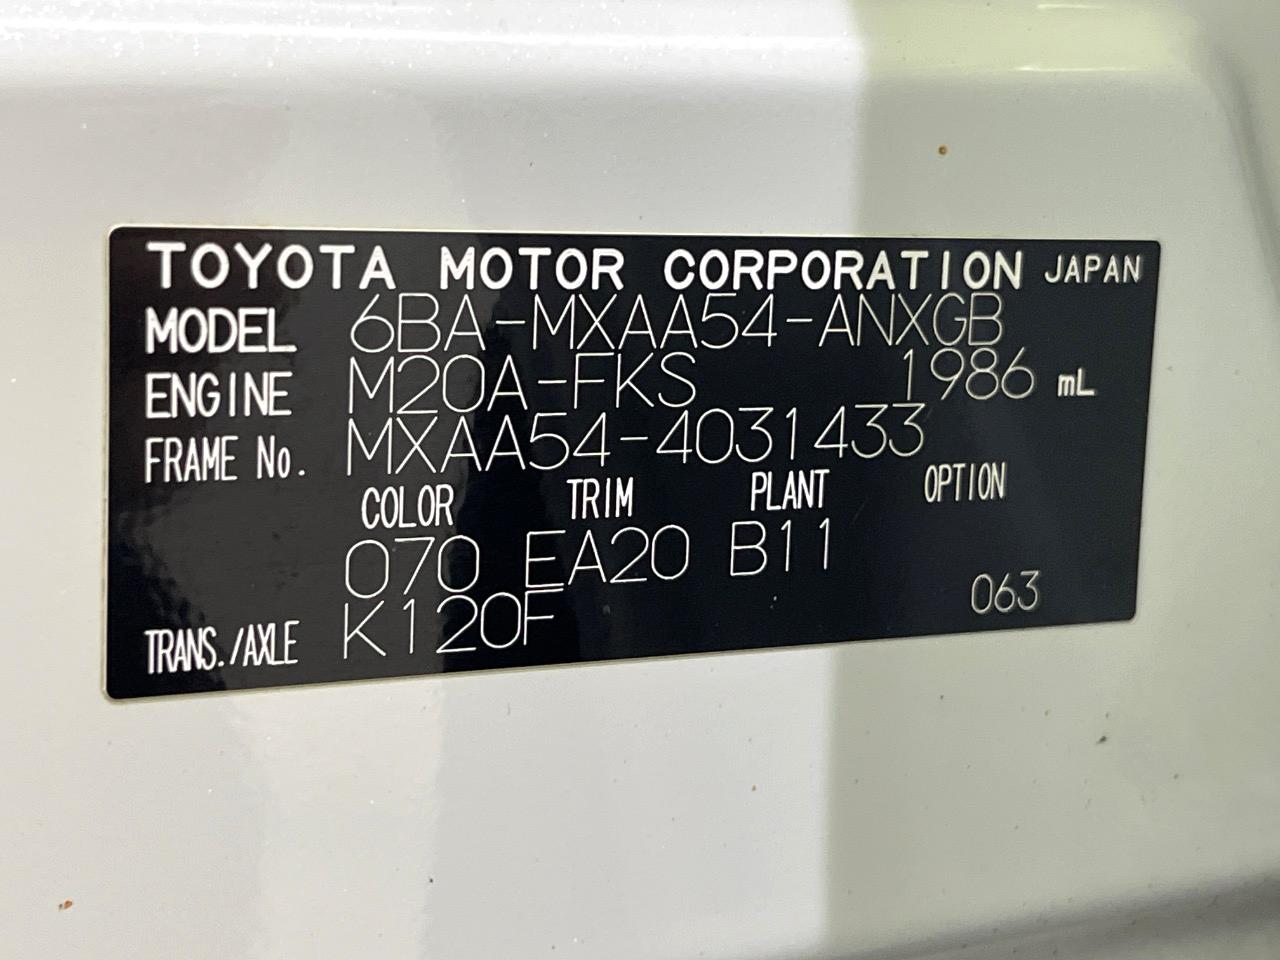 TOYOTA MOTOR CORPORATION JAPAN
MODEL 6BA-MXAA54-ANXGB
ENGINE M20A-FKS 1986 mL
FRAME No. MXAA54-4031433
COLOR TRIM PLANT OPTION
070 EA20 B11
TRANS./AXLE K120F 063